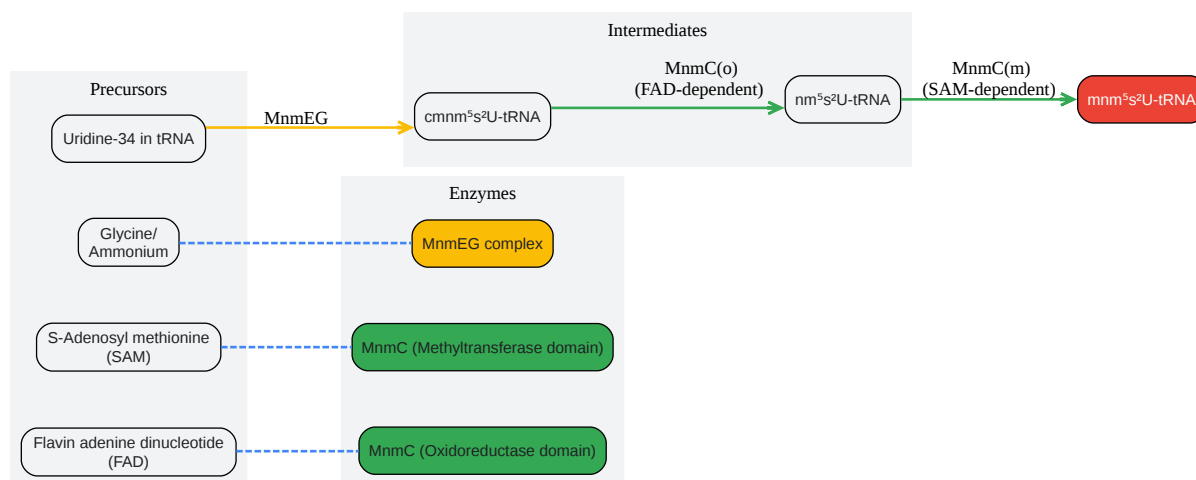 Intermediates
MnmC(o)
(FAD-dependent)
MnmC(m)
(SAM-dependent)
Precursors
Uridine-34 in tRNA
MnmEG
cmnm⁵s²U-tRNA
nm⁵s²U-tRNA
mnm⁵s²U-tRNA
Enzymes
Glycine/
Ammonium
MnmEG complex
S-Adenosyl methionine
(SAM)
MnmC (Methyltransferase domain)
Flavin adenine dinucleotide
(FAD)
MnmC (Oxidoreductase domain)